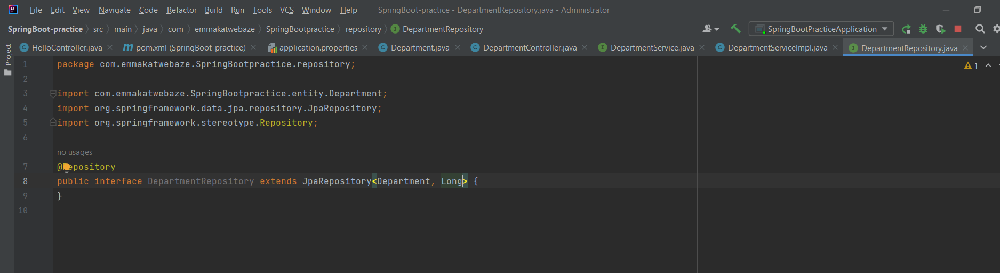 File Edit View Navigate Code Refactor Build Run Tools VCS Window Help SpringBoot-practice - DepartmentRepository.java - Administrator
SpringBoot-practice src main java com emmakatwebaze SpringBootpractice repository DepartmentRepository SpringBootPracticeApplication
Project
HelloController.java pom.xml (SpringBoot-practice) application.properties Department.java DepartmentController.java DepartmentService.java DepartmentServiceImpl.java DepartmentRepository.java
1 package com.emmakatwebaze.SpringBootpractice.repository; 1
2
3 import com.emmakatwebaze.SpringBootpractice.entity.Department;
4 import org.springframework.data.jpa.repository.JpaRepository;
5 import org.springframework.stereotype.Repository;
6
no usages
7 @Repository
8 public interface DepartmentRepository extends JpaRepository<Department, Long> {
9 }
10